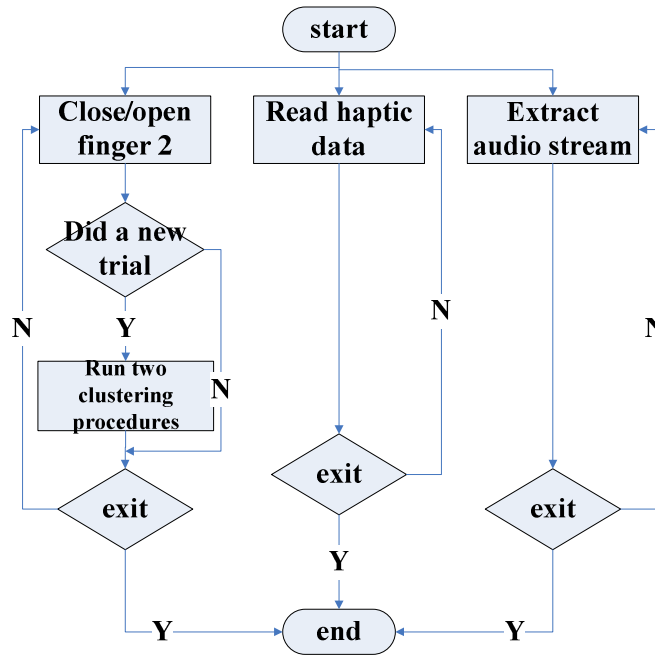 start
Close/open
finger 2
Read haptic
data
Extract
audio stream
Did a new
trial
N
Y
N
N
Run two
clustering
procedures
N
exit
exit
exit
Y
Y
Y
end